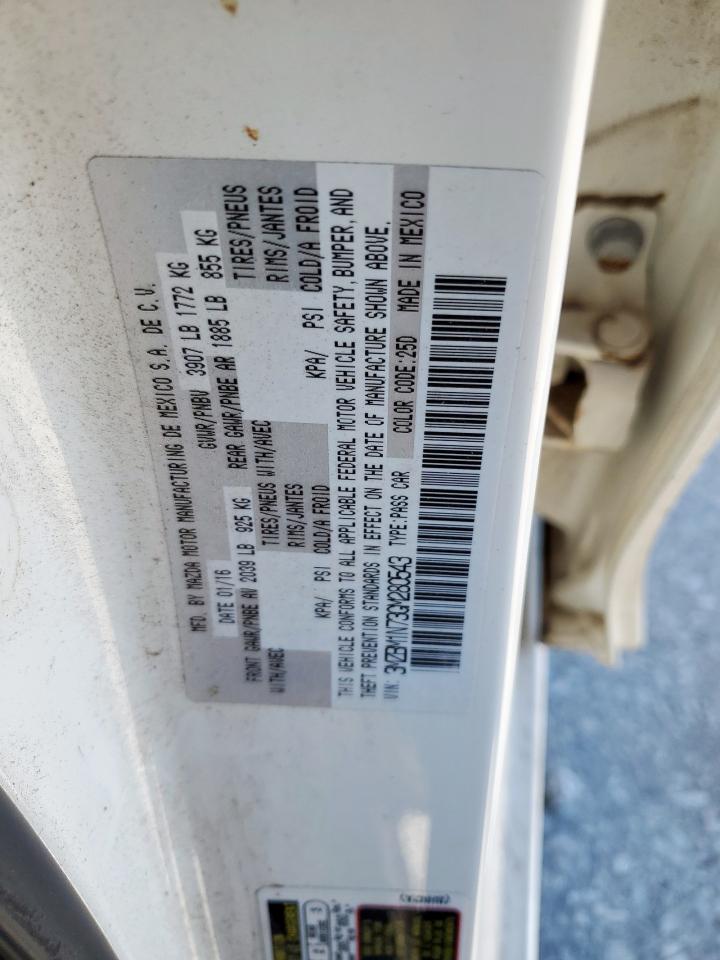 MFD. BY MAZDA MOTOR MANUFACTURING DE MEXICO S.A. DE C.V.
DATE 01/16 GVWR/PNBV 3907 LB 1772 KG
FRONT GAWR/PNBE AV 2039 LB 925 KG REAR GAWR/PNBE AR 1885 LB 855 KG
WITH/AVEC TIRES/PNEUS WITH/AVEC TIRES/PNEUS
RIMS/JANTES RIMS/JANTES
KPA/ PSI COLD/A FROID KPA/ PSI COLD/A FROID
THIS VEHICLE CONFORMS TO ALL APPLICABLE FEDERAL MOTOR VEHICLE SAFETY, BUMPER, AND
THEFT PREVENTION STANDARDS IN EFFECT ON THE DATE OF MANUFACTURE SHOWN ABOVE.
VIN: 3MZBM1N73GM280543 TYPE:PASS CAR COLOR CODE:25D MADE IN MEXICO